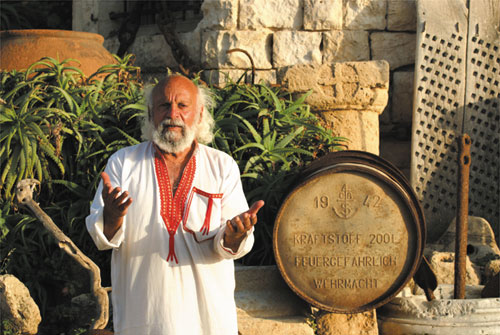 19 42
KRAFTSTOFF 200L
FEUERGEFÄHRLICH
WEHRMACHT